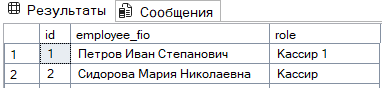 Результаты Сообщения
id employee_fio role
1 1 Петров Иван Степанович Кассир 1
2 2 Сидорова Мария Николаевна Кассир